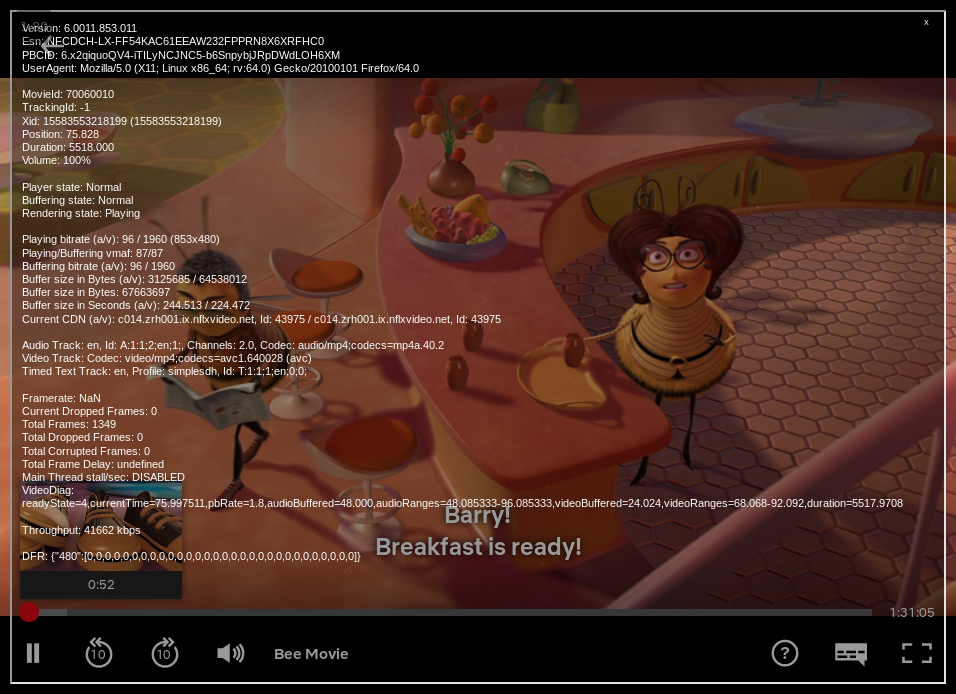 x
Version: 6.0011.853.011
Esn: NFCDCH-LX-FF54KAC61EEAW232FPPRN8X6XRFHC0
PBCID: 6.x2qiquoQV4-iTILyNCJNC5-b6SnpybjJRpDWdLOH6XM
UserAgent: Mozilla/5.0 (X11; Linux x86_64; rv:64.0) Gecko/20100101 Firefox/64.0
MovieId: 70060010
TrackingId: -1
Xid: 15583553218199 (15583553218199)
Position: 75.828
Duration: 5518.000
Volume: 100%
Player state: Normal
Buffering state: Normal
Rendering state: Playing
Playing bitrate (a/v): 96 / 1960 (853x480)
Playing/Buffering vmaf: 87/87
Buffering bitrate (a/v): 96 / 1960
Buffer size in Bytes (a/v): 3125685 / 64538012
Buffer size in Bytes: 67663697
Buffer size in Seconds (a/v): 244.513 / 224.472
Current CDN (a/v): c014.zrh001.ix.nflxvideo.net, Id: 43975 / c014.zrh001.ix.nflxvideo.net, Id: 43975
Audio Track: en, Id: A:1:1;2;en;1;, Channels: 2.0, Codec: audio/mp4;codecs=mp4a.40.2
Video Track: Codec: video/mp4;codecs=avc1.640028 (avc)
Timed Text Track: en, Profile: simplesdh, Id: T:1:1;1;en;0;0;
Framerate: NaN
Current Dropped Frames: 0
Total Frames: 1349
Total Dropped Frames: 0
Total Corrupted Frames: 0
Total Frame Delay: undefined
Main Thread stall/sec: DISABLED
VideoDiag:
readyState=4,currentTime=75.997511,pbRate=1.8,audioBuffered=48.000,audioRanges=48.085333-96.085333,videoBuffered=24.024,videoRanges=68.068-92.092,duration=5517.9708
Barry!
Throughput: 41662 kbps
Breakfast is ready!
DFR: {"480":[0,0,0,0,0,0,0,0,0,0,0,0,0,0,0,0,0,0,0,0,0,0,0,0,0,0,0,0,0,0]}
0:52
1:31:05
10
10
Bee Movie
?